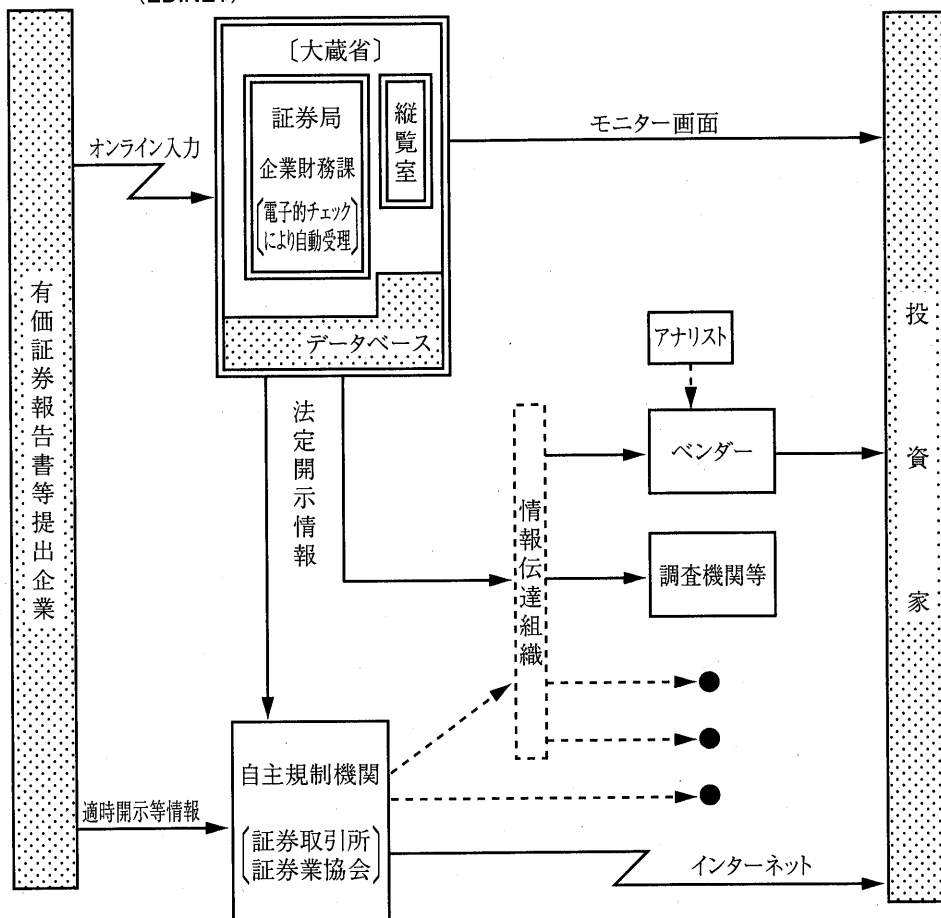 (EDINET)
有価証券報告書等提出企業
オンライン入力
〔大蔵省〕
証券局
企業財務課
〔電子的チェック
により自動受理〕
縦覧室
データベース
モニター画面
投資家
アナリスト
ベンダー
法定開示情報
情報伝達組織
調査機関等
適時開示等情報
自主規制機関
〔証券取引所
証券業協会〕
インターネット